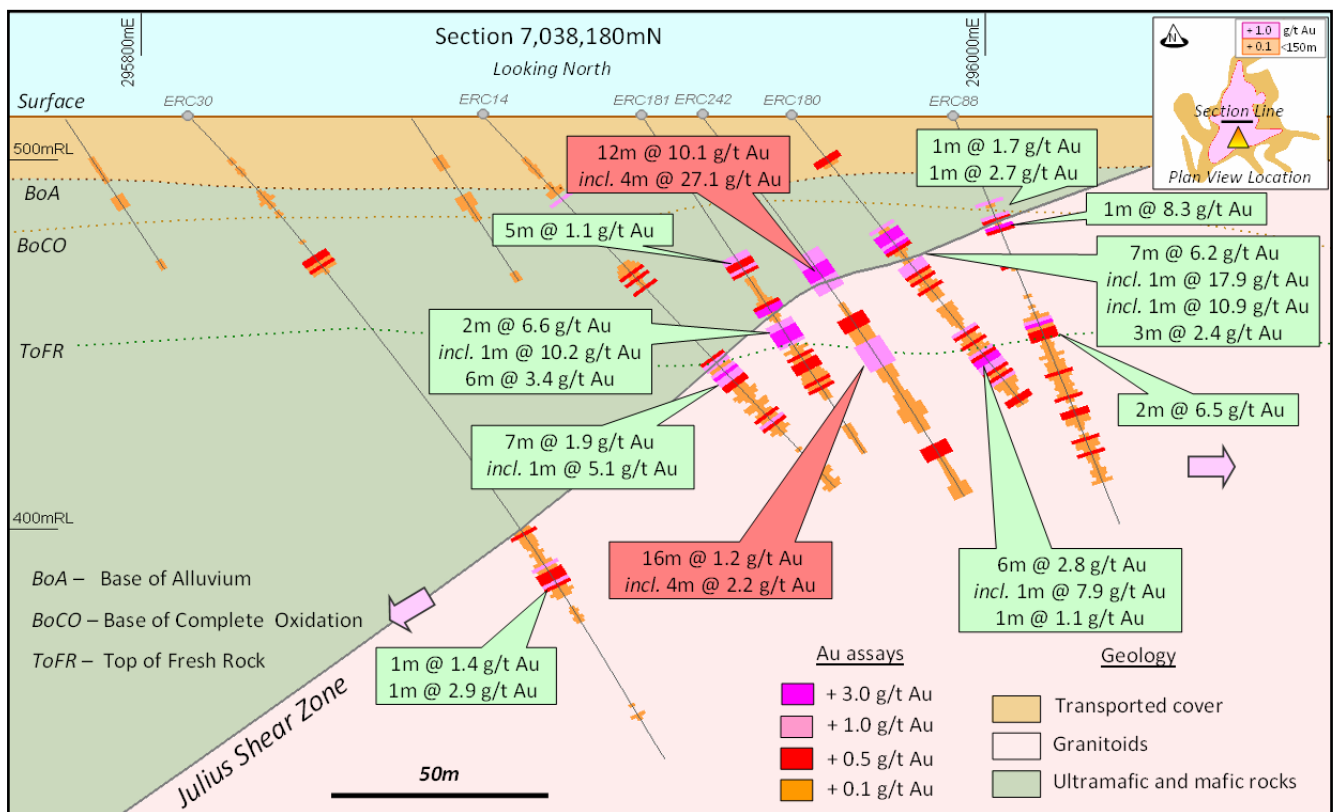 295800mE
Section 7,038,180mN
Looking North
296000mE
N
+ 1.0 g/t Au
+ 0.1 <150m
Section Line
Plan View Location
Surface
ERC30
ERC14
ERC181
ERC242
ERC180
ERC88
500mRL
BoA
BoCO
ToFR
400mRL
12m @ 10.1 g/t Au
incl. 4m @ 27.1 g/t Au
1m @ 1.7 g/t Au
1m @ 2.7 g/t Au
1m @ 8.3 g/t Au
5m @ 1.1 g/t Au
7m @ 6.2 g/t Au
incl. 1m @ 17.9 g/t Au
incl. 1m @ 10.9 g/t Au
3m @ 2.4 g/t Au
2m @ 6.6 g/t Au
incl. 1m @ 10.2 g/t Au
6m @ 3.4 g/t Au
2m @ 6.5 g/t Au
7m @ 1.9 g/t Au
incl. 1m @ 5.1 g/t Au
16m @ 1.2 g/t Au
incl. 4m @ 2.2 g/t Au
6m @ 2.8 g/t Au
incl. 1m @ 7.9 g/t Au
1m @ 1.1 g/t Au
1m @ 1.4 g/t Au
1m @ 2.9 g/t Au
BoA – Base of Alluvium
BoCO – Base of Complete Oxidation
ToFR – Top of Fresh Rock
Julius Shear Zone
50m
Au assays
+ 3.0 g/t Au
+ 1.0 g/t Au
+ 0.5 g/t Au
+ 0.1 g/t Au
Geology
Transported cover
Granitoids
Ultramafic and mafic rocks